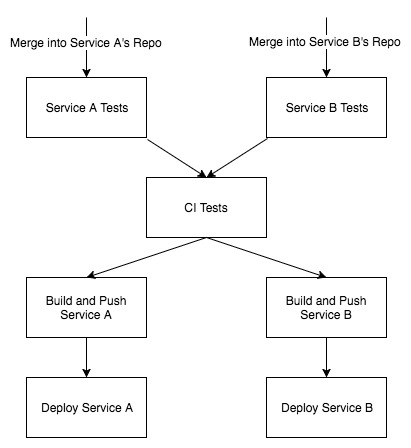 Merge into Service A's Repo
Merge into Service B's Repo
Service A Tests
Service B Tests
CI Tests
Build and Push
Service A
Build and Push
Service B
Deploy Service A
Deploy Service B